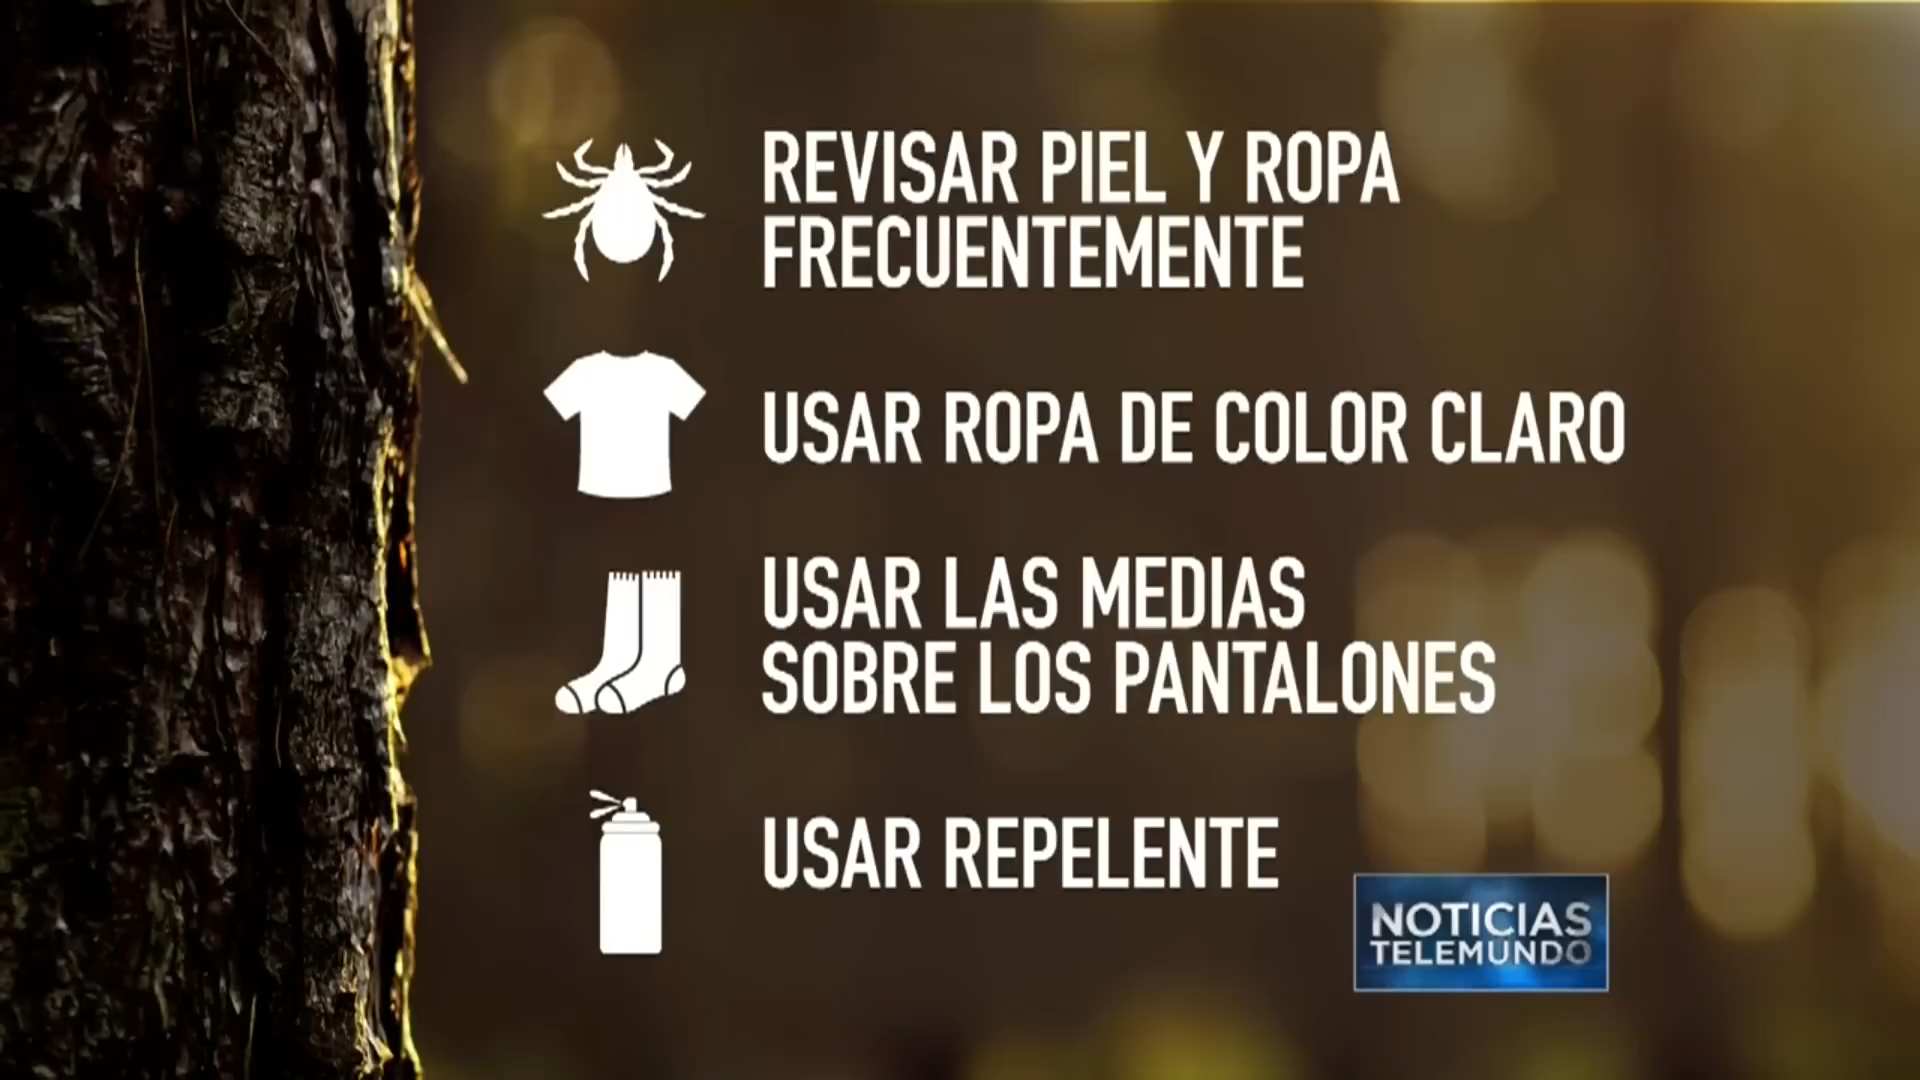 REVISAR PIEL Y ROPA
FRECUENTEMENTE
USAR ROPA DE COLOR CLARO
USAR LAS MEDIAS
SOBRE LOS PANTALONES
USAR REPELENTE
NOTICIAS
TELEMUNDO